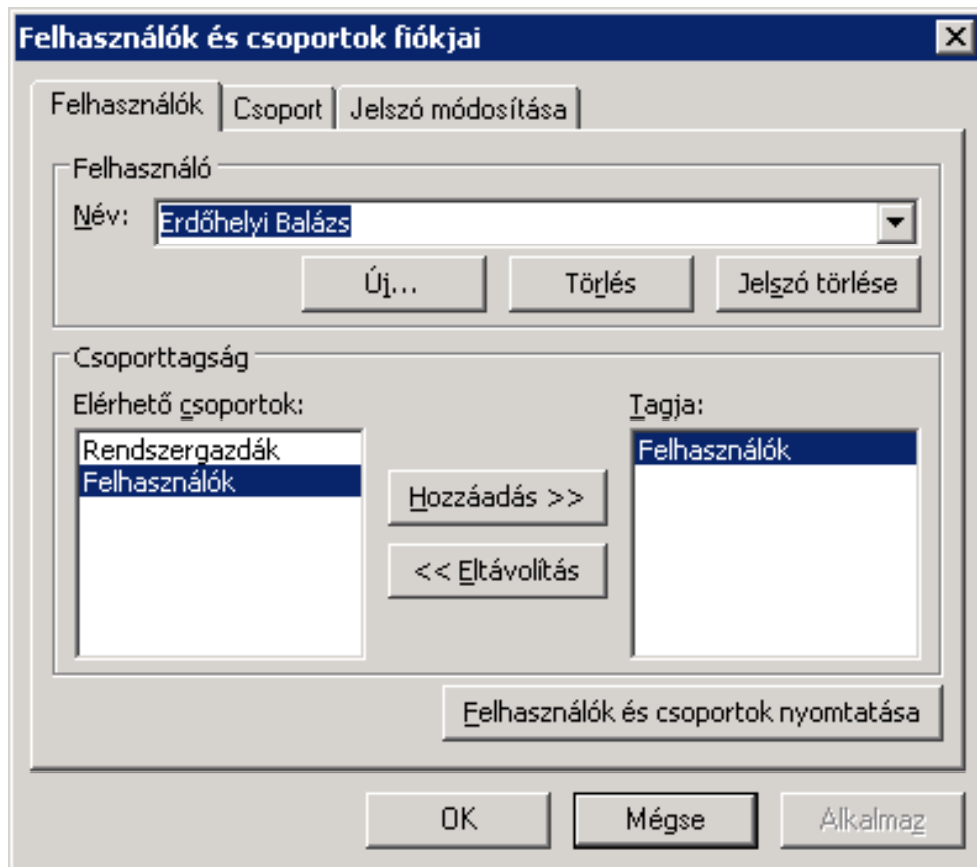 Felhasználók és csoportok fiókjai
Felhasználók Csoport Jelszó módosítása
Felhasználó
Név: Erdőhelyi Balázs
Új... Törlés Jelszó törlése
Csoporttagság
Elérhető csoportok: Tagja:
Rendszergazdák Felhasználók
Felhasználók
Hozzáadás >>
<< Eltávolítás
Felhasználók és csoportok nyomtatása
OK Mégse Alkalmaz